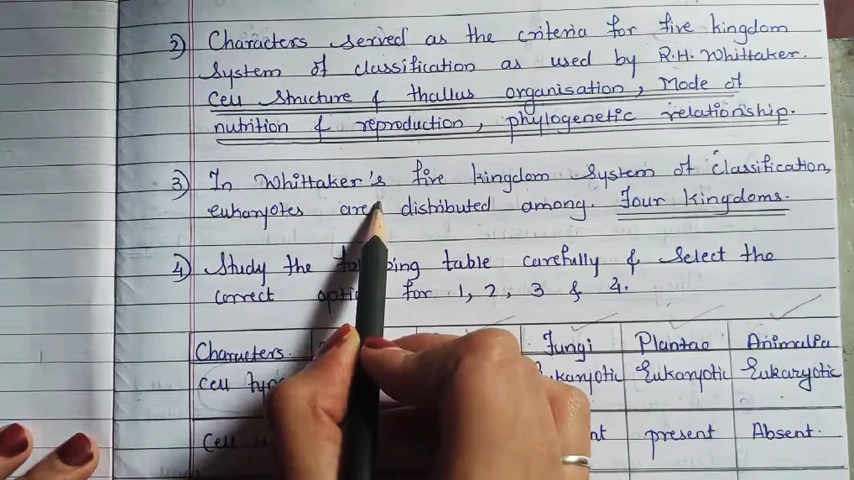 2) Characters served as the criteria for five kingdom
System of classification as used by R.H. Whittaker.
Cell Structure & thallus organisation, Mode of
nutrition & reproduction, phylogenetic relationship.
3) In Whittaker's five kingdom System of classification,
eukaryotes are distributed among. Four kingdoms.
4) Study the table carefully & select the
correct for 1, 2, 3 & 4.
Characters. Fungi Plantae Animalia
Cell Eukaryotic Eukaryotic
Cell present Absent.